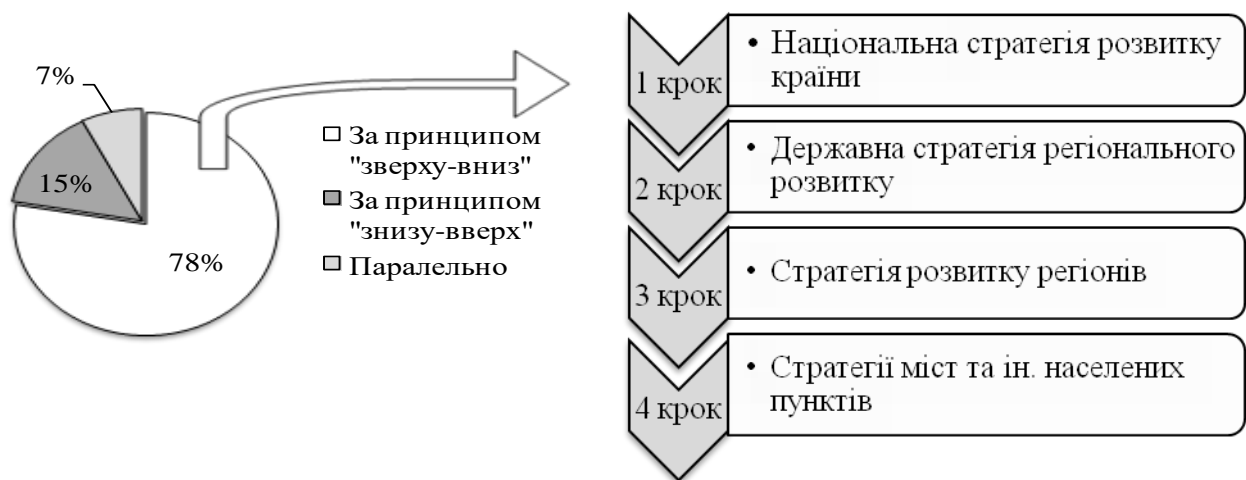 7%
15%
78%
За принципом
"зверху-вниз"
За принципом
"знизу-вверх"
Паралельно
1 крок
• Національна стратегія розвитку
країни
2 крок
• Державна стратегія регіонального
розвитку
3 крок
• Стратегія розвитку регіонів
4 крок
• Стратегії міст та ін. населених
пунктів